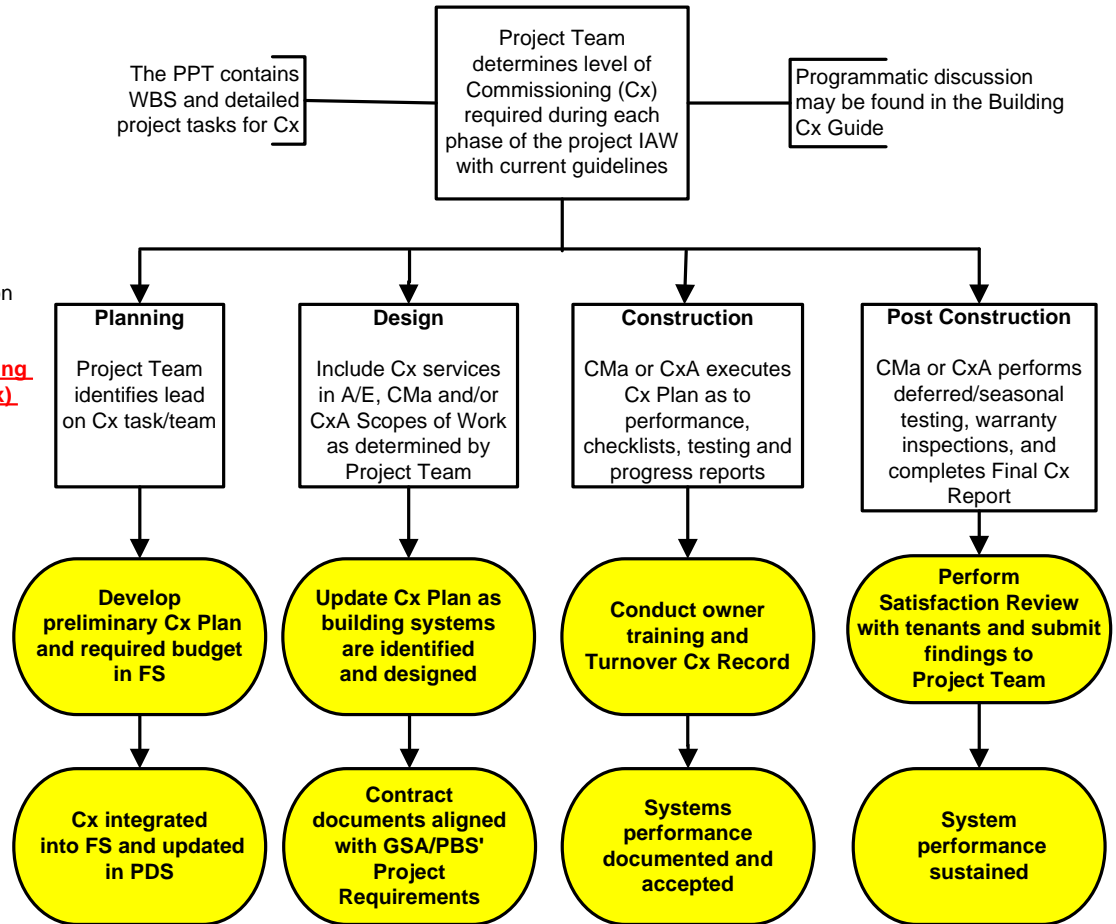 Project Team
determines level of
Commissioning (Cx)
required during each
phase of the project IAW
with current guidelines
The PPT contains
WBS and detailed
project tasks for Cx
Programmatic discussion
may be found in the Building
Cx Guide
Planning
Project Team
identifies lead
on Cx task/team
Design
Include Cx services
in A/E, CMa and/or
CxA Scopes of Work
as determined by
Project Team
Construction
CMa or CxA executes
Cx Plan as to
performance,
checklists, testing and
progress reports
Post Construction
CMa or CxA performs
deferred/seasonal
testing, warranty
inspections, and
completes Final Cx
Report
Develop
preliminary Cx Plan
and required budget
in FS
Update Cx Plan as
building systems
are identified
and designed
Conduct owner
training and
Turnover Cx Record
Perform
Satisfaction Review
with tenants and submit
findings to
Project Team
Cx integrated
into FS and updated
in PDS
Contract
documents aligned
with GSA/PBS'
Project
Requirements
Systems
performance
documented and
accepted
System
performance
sustained